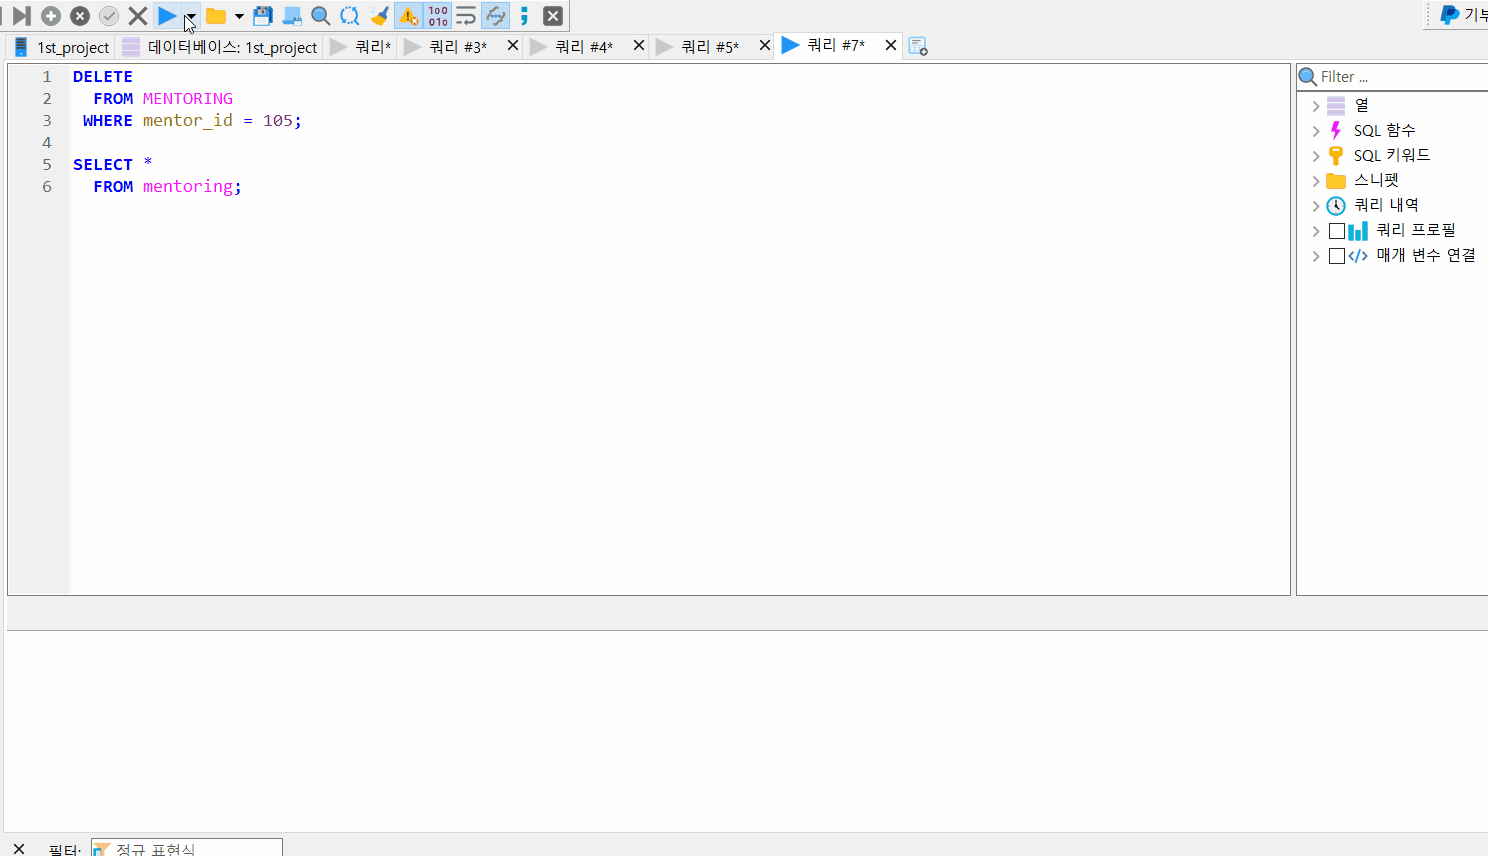 기부
1st_project 데이터베이스: 1st_project 쿼리* 쿼리 #3* 쿼리 #4* 쿼리 #5* 쿼리 #7*
1 DELETE
2 FROM MENTORING
3 WHERE mentor_id = 105;
4
5 SELECT *
6 FROM mentoring;
Filter ...
열
SQL 함수
SQL 키워드
스니펫
쿼리 내역
쿼리 프로필
매개 변수 연결
필터: 정규 표현식